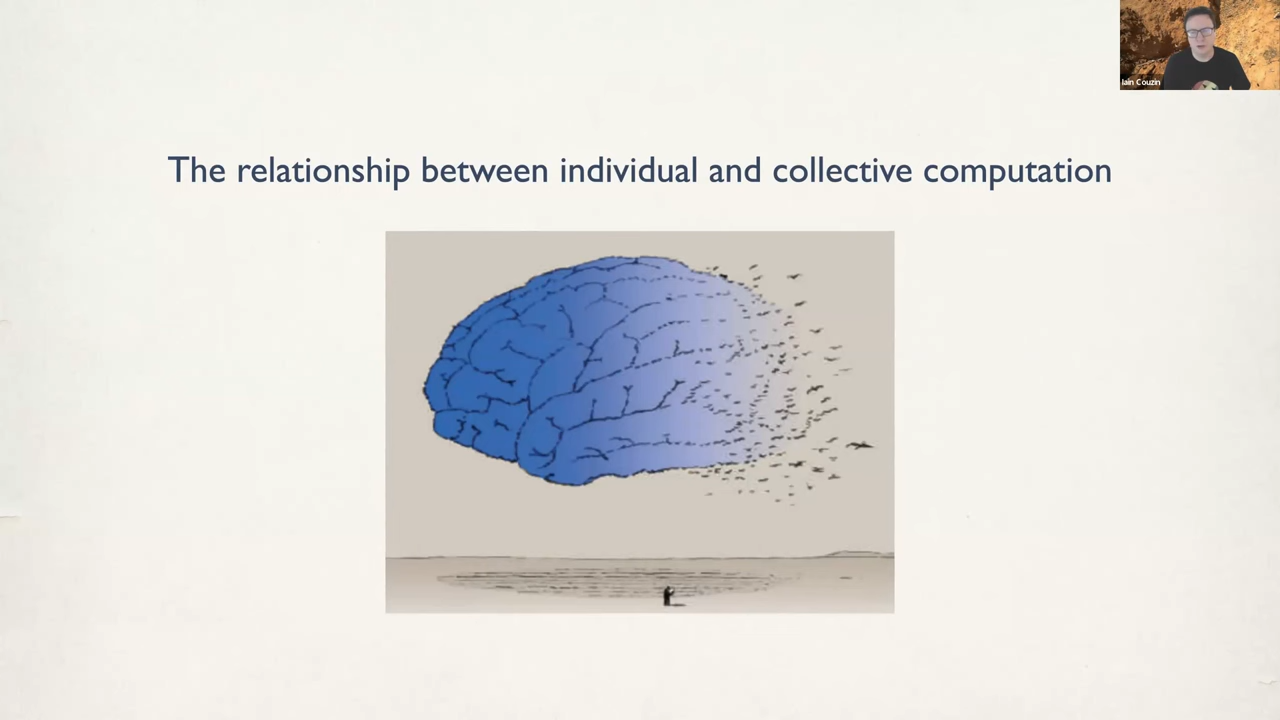 The relationship between individual and collective computation
Iain Couzin